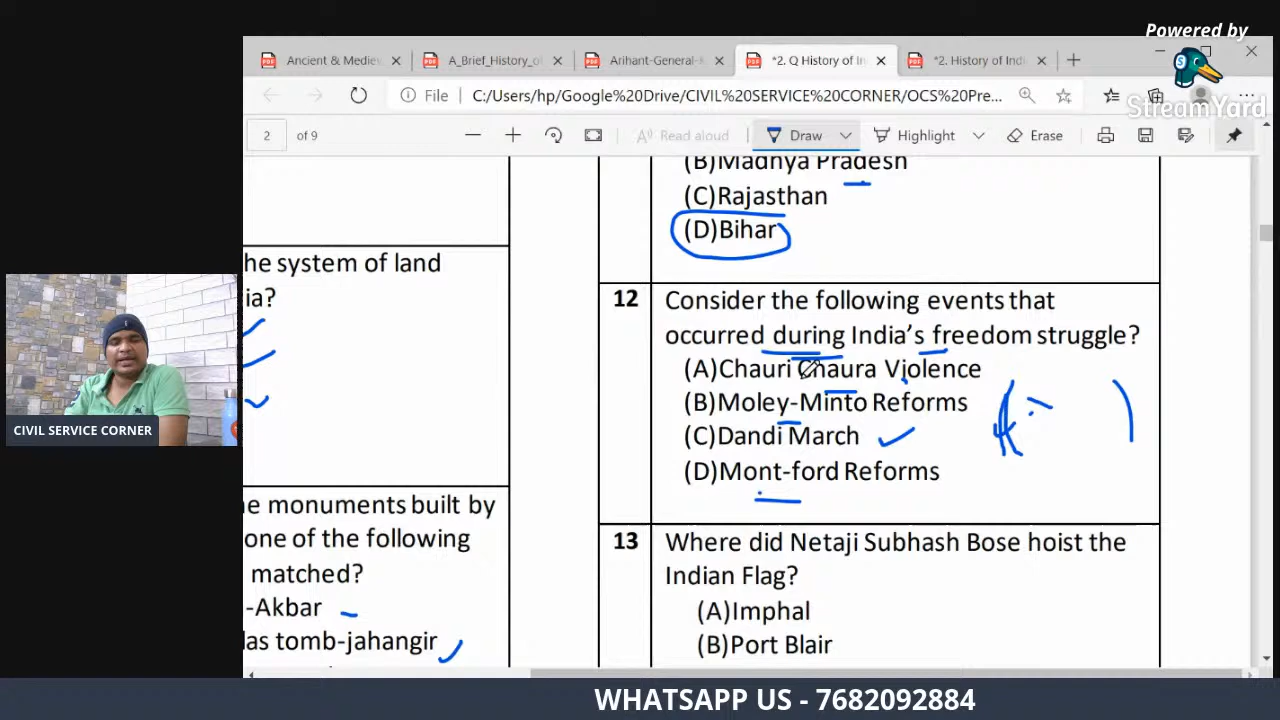 Powered by
StreamYard
Ancient & Mediev
A_Brief_History_o
Arihant-General-
*2. Q History of In
*2. History of Indi
File
C:/Users/hp/Google%20Drive/CIVIL%20SERVICE%20CORNER/OCS%20Pre...
2 of 9
Read aloud
Draw
Highlight
Erase
he system of land
ia?
e monuments built by
one of the following
matched?
-Akbar
las tomb-jahangir
(B)Madhya Pradesh
(C)Rajasthan
(D)Bihar
12
Consider the following events that
occurred during India's freedom struggle?
(A)Chauri Chaura Violence
(B)Moley-Minto Reforms
(C)Dandi March
(D)Mont-ford Reforms
13
Where did Netaji Subhash Bose hoist the
Indian Flag?
(A)Imphal
(B)Port Blair
CIVIL SERVICE CORNER
WHATSAPP US - 7682092884